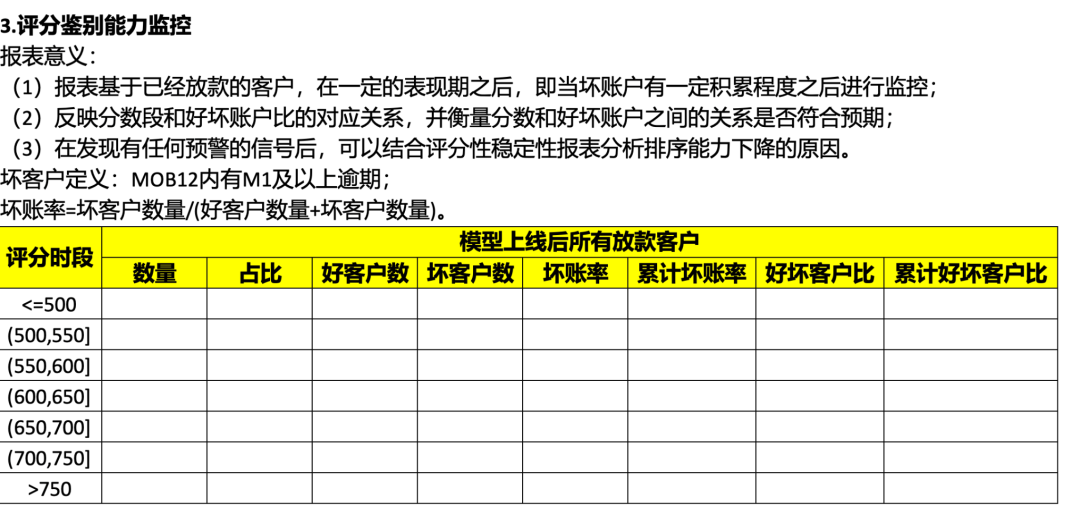 3.评分鉴别能力监控
报表意义：
（1）报表基于已经放款的客户，在一定的表现期之后，即当坏账户有一定积累程度之后进行监控；
（2）反映分数段和好坏账户比的对应关系，并衡量分数和好坏账户之间的关系是否符合预期；
（3）在发现有任何预警的信号后，可以结合评分性稳定性报表分析排序能力下降的原因。
坏客户定义：MOB12内有M1及以上逾期；
坏账率=坏客户数量/(好客户数量+坏客户数量)。
评分时段 模型上线后所有放款客户
数量 占比 好客户数 坏客户数 坏账率 累计坏账率 好坏客户比 累计好坏客户比
<=500
(500,550]
(550,600]
(600,650]
(650,700]
(700,750]
>750